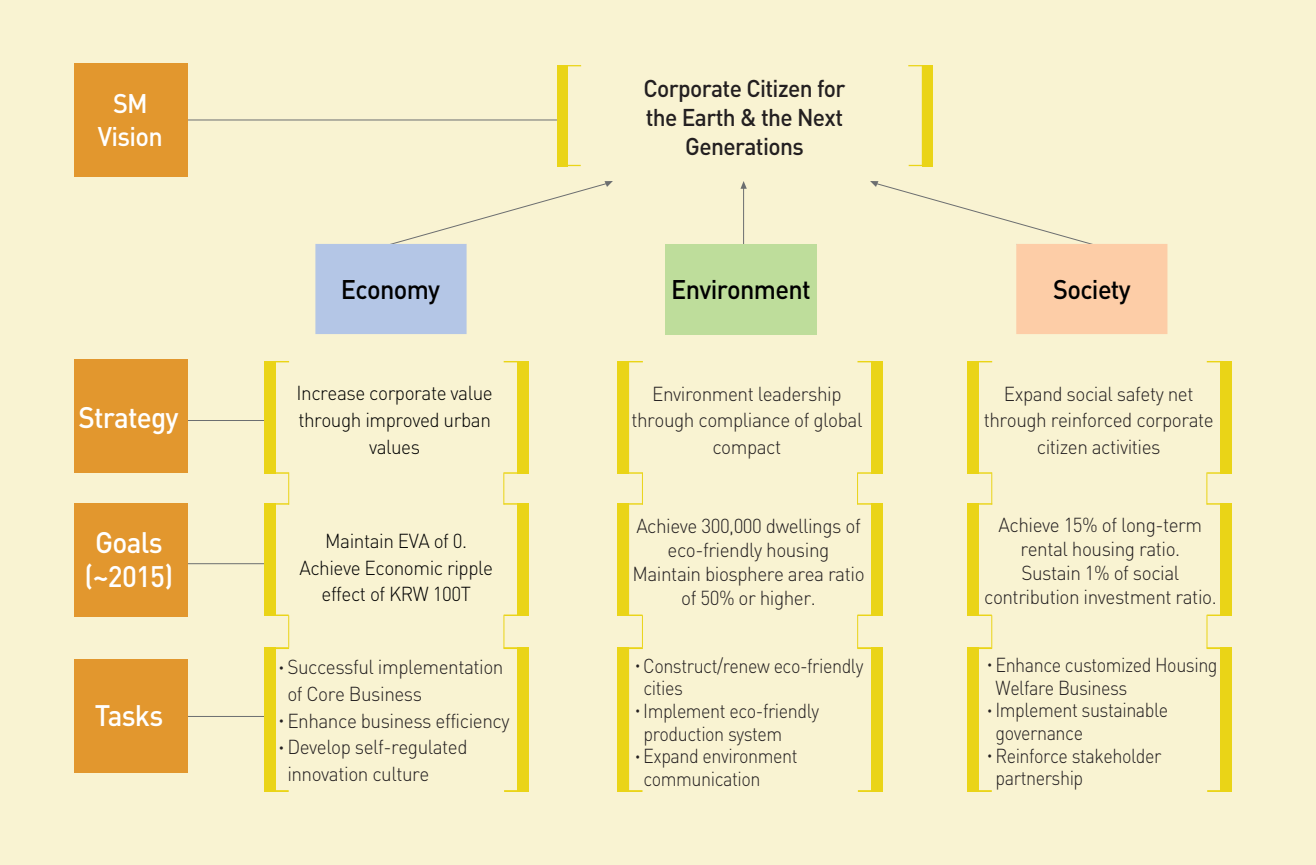 SM
Vision
Corporate Citizen for
the Earth & the Next
Generations
Economy
Environment
Society
Strategy
Increase corporate value
through improved urban
values
Environment leadership
through compliance of global
compact
Expand social safety net
through reinforced corporate
citizen activities
Goals
(~2015)
Maintain EVA of 0.
Achieve Economic ripple
effect of KRW 100T
Achieve 300,000 dwellings of
eco-friendly housing
Maintain biosphere area ratio
of 50% or higher.
Achieve 15% of long-term
rental housing ratio.
Sustain 1% of social
contribution investment ratio.
Tasks
· Successful implementation
of Core Business
· Enhance business efficiency
· Develop self-regulated
innovation culture
· Construct/renew eco-friendly
cities
· Implement eco-friendly
production system
· Expand environment
communication
· Enhance customized Housing
Welfare Business
· Implement sustainable
governance
· Reinforce stakeholder
partnership